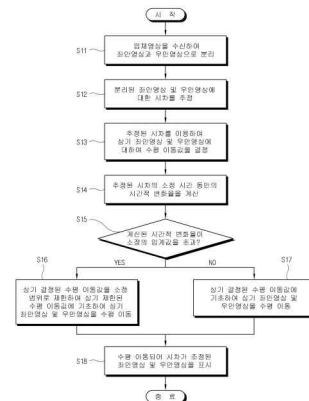 시 작
S11
입체영상을 수신하여
좌안영상과 우안영상으로 분리
S12
분리된 좌안영상 및 우안영상에
대한 시차를 추정
S13
추정된 시차를 이용하여
상기 좌안영상 및 우안영상에
대하여 수평 이동값을 결정
S14
추정된 시차의 소정 시간 동안의
시간적 변화율을 계산
S15
계산된 시간적 변화율이
소정의 임계값을 초과?
YES
NO
S16
상기 결정된 수평 이동값을 소정
범위로 제한하여 상기 제한된
수평 이동값에 기초하여 상기
좌안영상 및 우안영상을 수평 이동
S17
상기 결정된 수평 이동값에
기초하여 상기 좌안영상 및
우안영상을 수평 이동
S18
수평 이동되어 시차가 조정된
좌안영상 및 우안영상을 표시
종 료